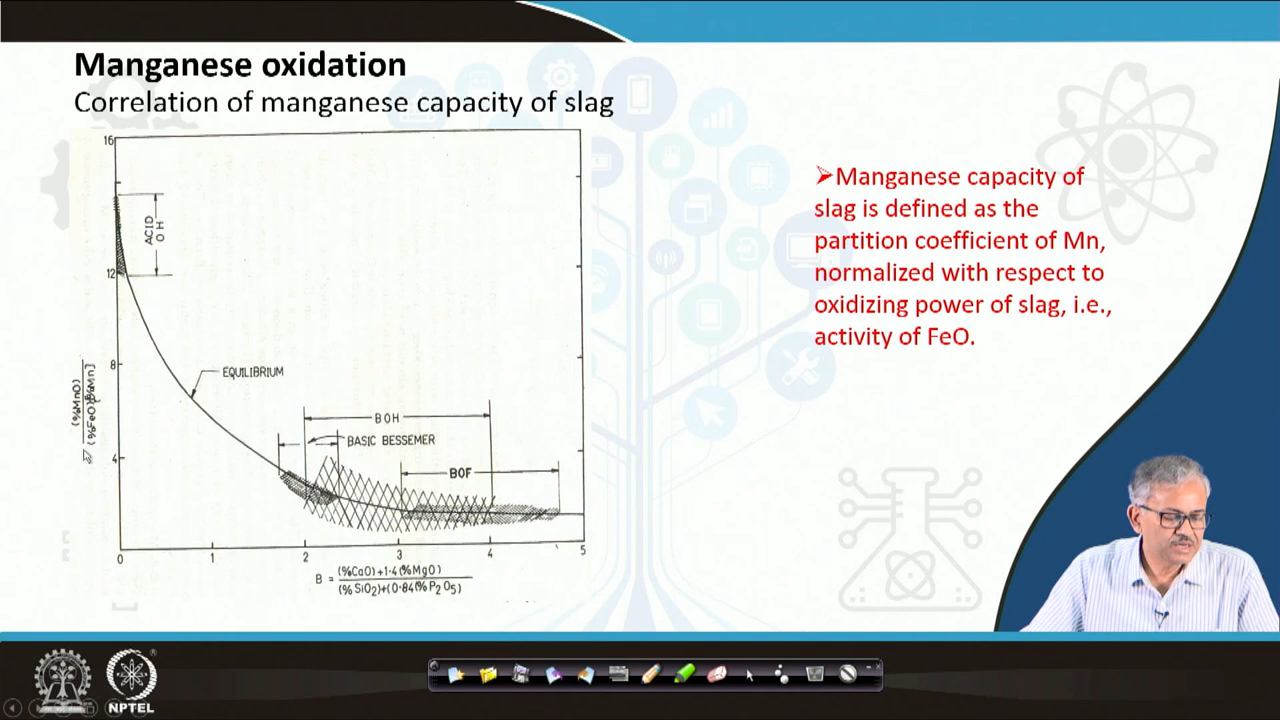 Manganese oxidation
Correlation of manganese capacity of slag
16
12
8
4
ACID
OH
EQUILIBRIUM
BOH
BASIC BESSEMER
BOF
(%MnO)
(%FeO)[%Mn]
0 1 2 3 4 5
B = (%CaO)+1·4(%MgO)
(%SiO2)+(0·84(%P2O5)
➢Manganese capacity of
slag is defined as the
partition coefficient of Mn,
normalized with respect to
oxidizing power of slag, i.e.,
activity of FeO.
NPTEL
®